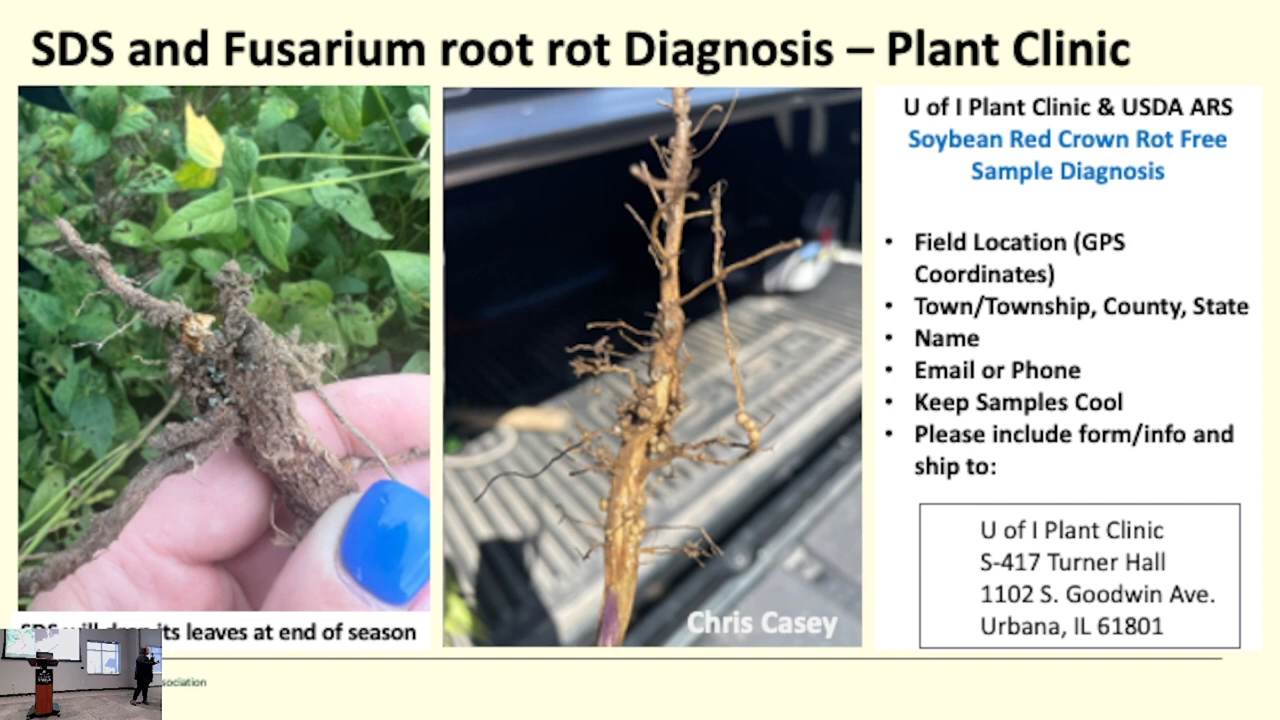 SDS and Fusarium root rot Diagnosis – Plant Clinic
U of I Plant Clinic & USDA ARS
Soybean Red Crown Rot Free
Sample Diagnosis
• Field Location (GPS
Coordinates)
• Town/Township, County, State
• Name
• Email or Phone
• Keep Samples Cool
• Please include form/info and
ship to:
U of I Plant Clinic
S-417 Turner Hall
1102 S. Goodwin Ave.
Urbana, IL 61801
Chris Casey
its leaves at end of season